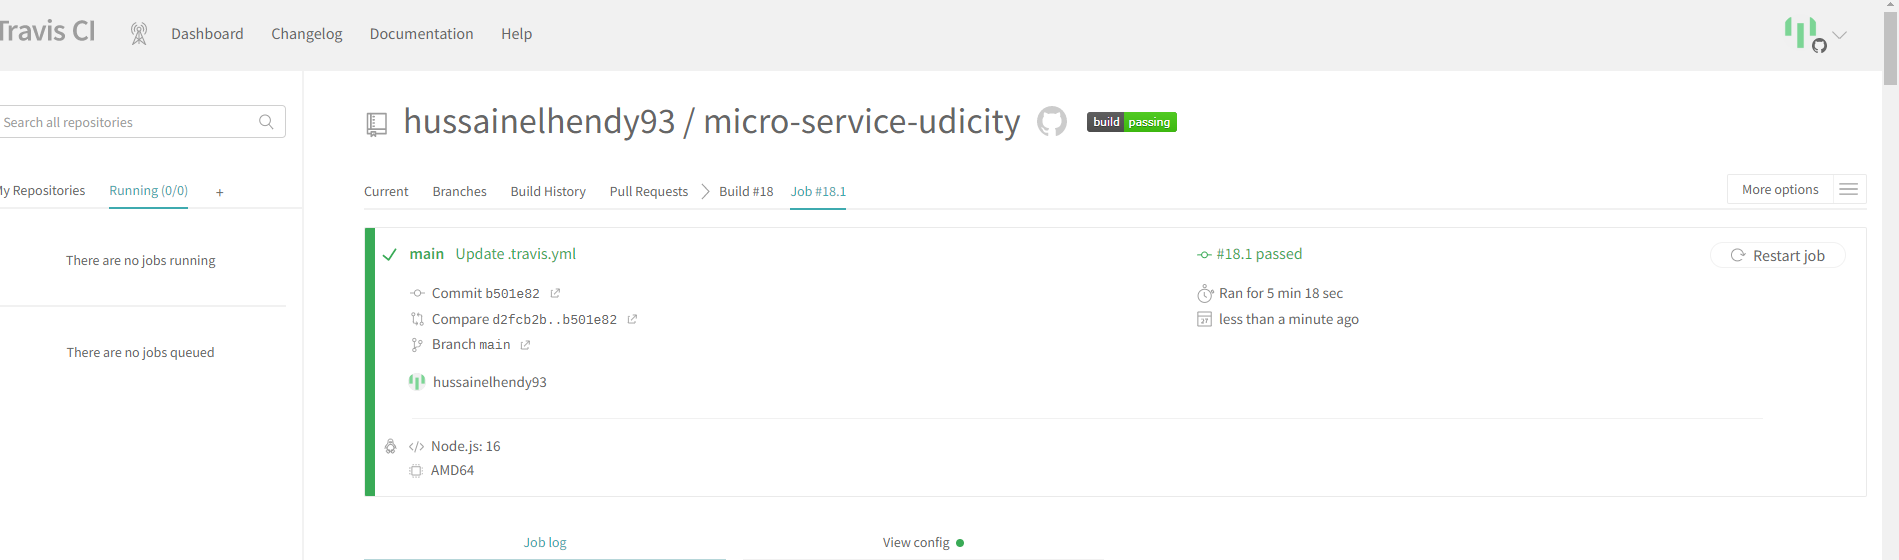 Travis CI
Dashboard Changelog Documentation Help
Search all repositories
hussainelhendy93 / micro-service-udicity build passing
My Repositories Running (0/0) +
Current Branches Build History Pull Requests Build #18 Job #18.1 More options
There are no jobs running
There are no jobs queued
main Update .travis.yml
Commit b501e82
Compare d2fcb2b..b501e82
Branch main
hussainelhendy93
#18.1 passed
Ran for 5 min 18 sec
27 less than a minute ago
Restart job
Node.js: 16
AMD64
Job log View config